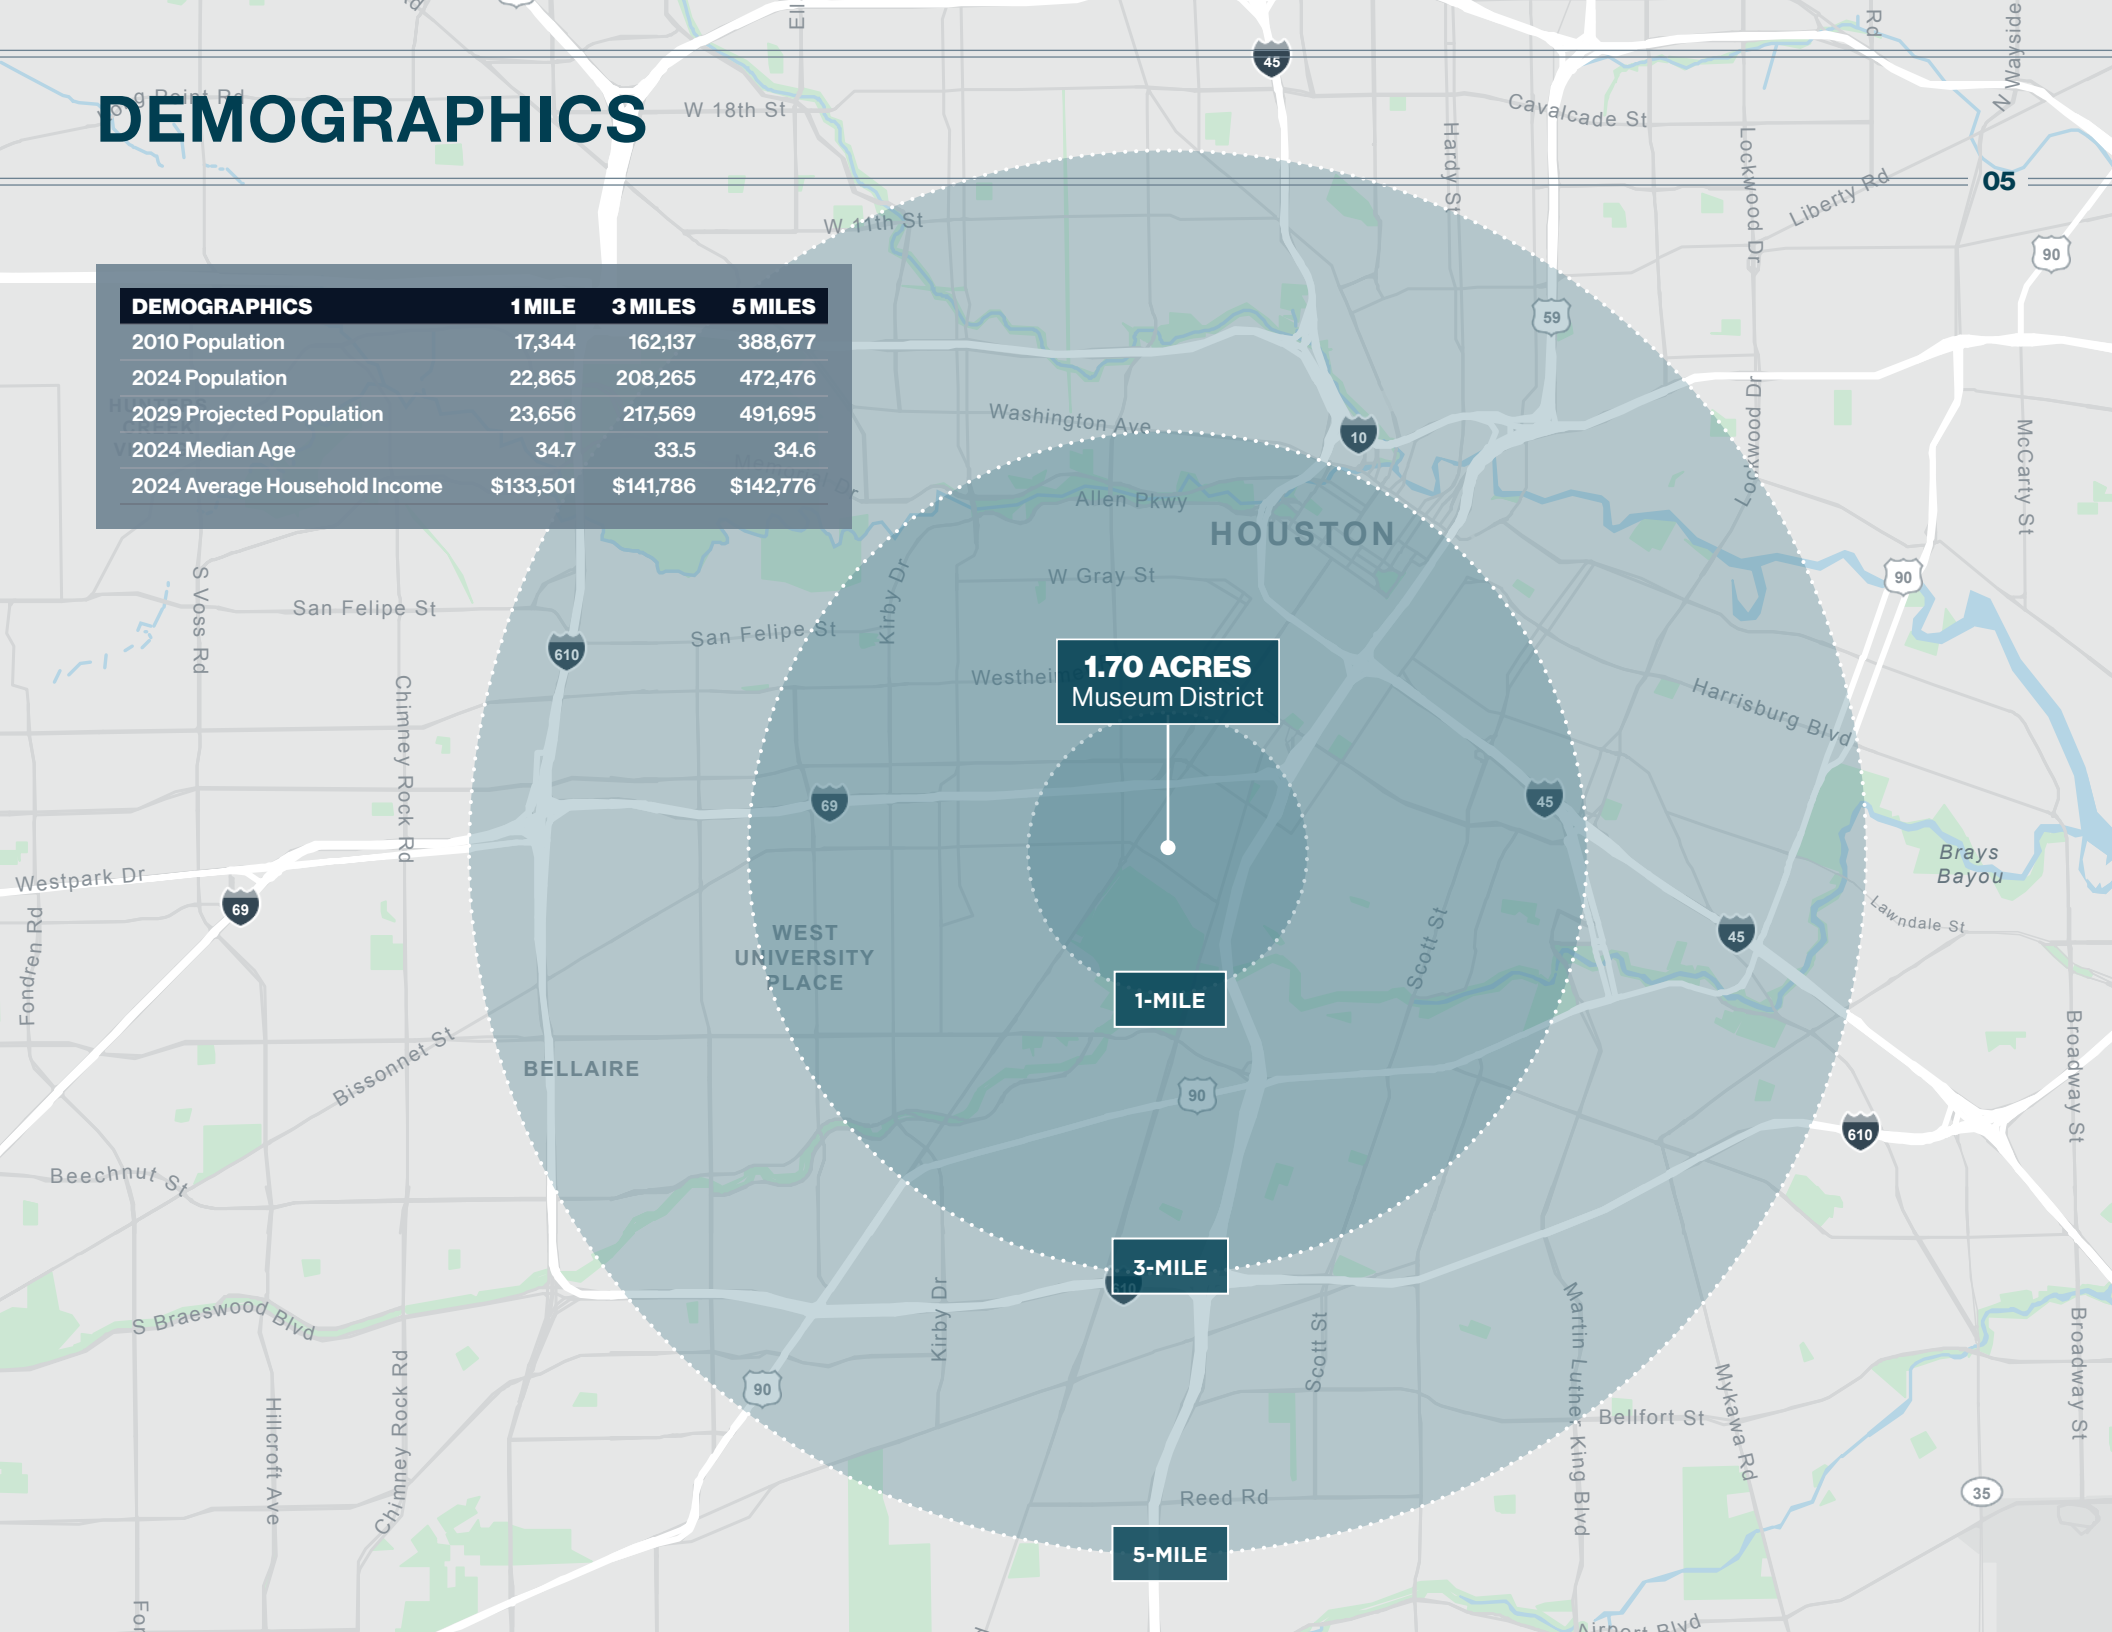 DEMOGRAPHICS
05
DEMOGRAPHICS 1 MILE 3 MILES 5 MILES
2010 Population 17,344 162,137 388,677
2024 Population 22,865 208,265 472,476
2029 Projected Population 23,656 217,569 491,695
2024 Median Age 34.7 33.5 34.6
2024 Average Household Income $133,501 $141,786 $142,776
W 18th St
45
Cavalcade St
Hardy St
Lockwood Dr
Liberty Rd
N Wayside
Rd
90
W 11th St
59
Washington Ave
10
Lockwood Dr
McCarty St
Allen Pkwy
HOUSTON
W Gray St
Kirby Dr
San Felipe St
San Felipe St
S Voss Rd
610
90
1.70 ACRES
Museum District
Harrisburg Blvd
Chimney Rock Rd
69
45
Westpark Dr
69
Brays
Bayou
Lawndale St
Fondren Rd
WEST
UNIVERSITY
PLACE
Scott St
45
1-MILE
Bissonnet St
BELLAIRE
90
Broadway St
610
Beechnut St
3-MILE
610
S Braeswood Blvd
Kirby Dr
Scott St
Martin Luther King Blvd
Mykawa Rd
Broadway St
90
Bellfort St
Hillcroft Ave
Chimney Rock Rd
Reed Rd
35
5-MILE
Airport Blvd